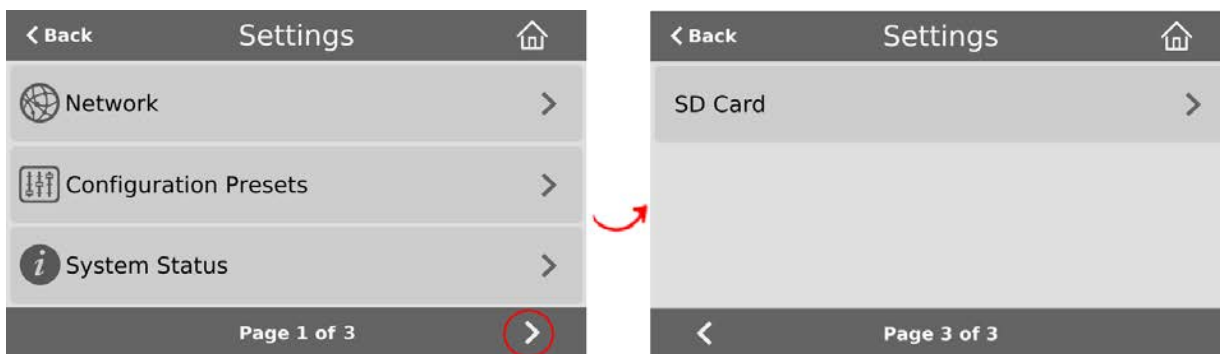 Back Settings
Network
Configuration Presets
System Status
Page 1 of 3
Back Settings
SD Card
Page 3 of 3